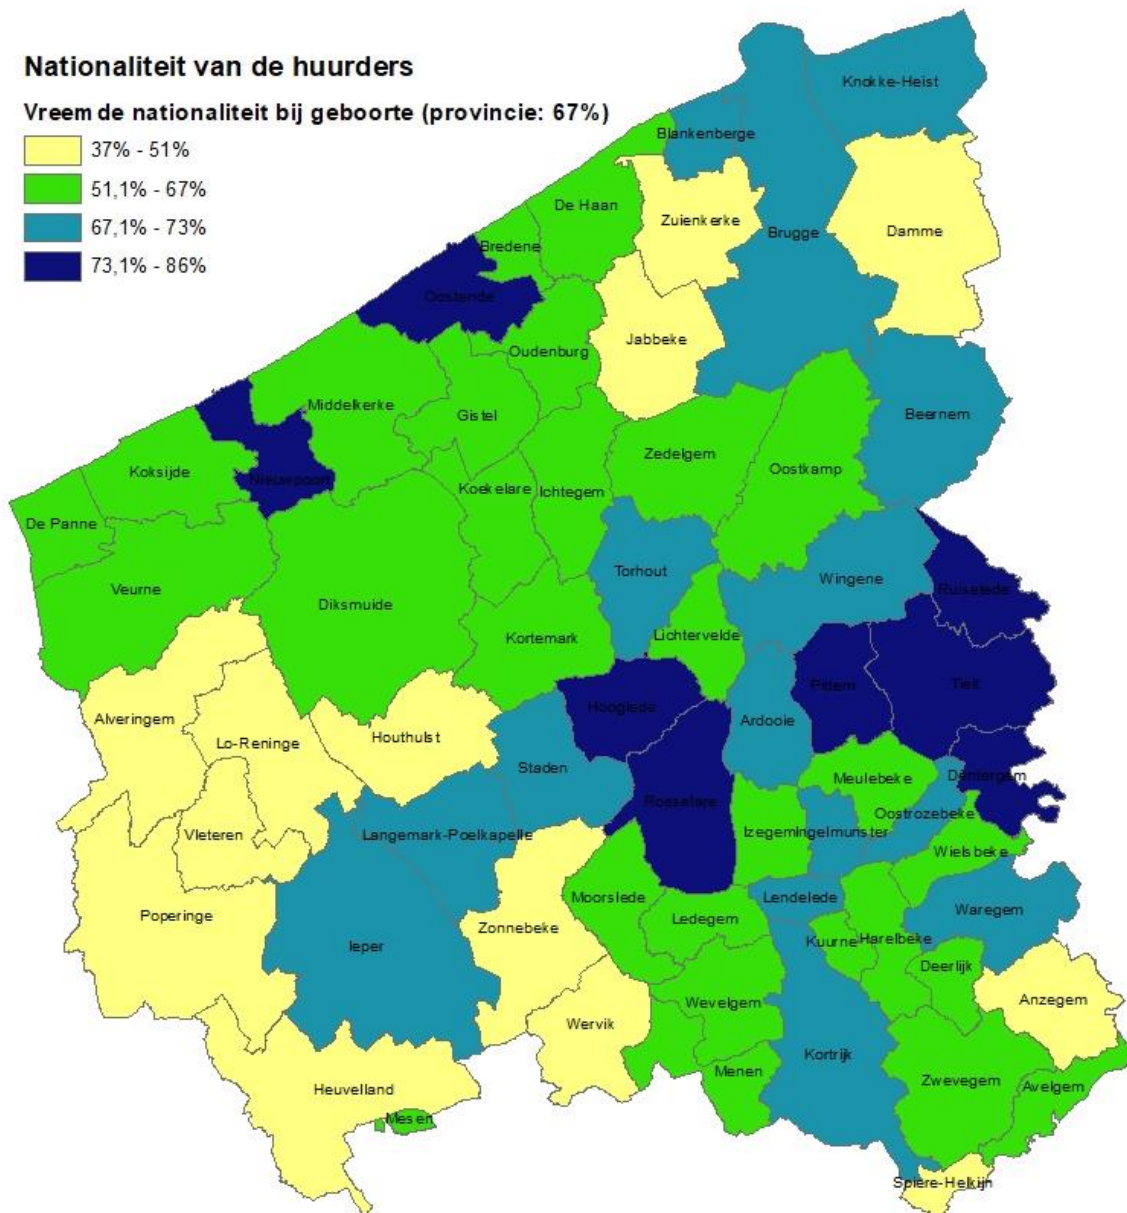 Nationaliteit van de huurders
Vreemde nationaliteit bij geboorte (provincie: 67%)
37% - 51%
51,1% - 67%
67,1% - 73%
73,1% - 86%
Knokke-Heist
Blankenberge
De Haan
Zuienkerke
Brugge
Damme
Bredene
Oostende
Oudenburg
Jabbeke
Middelkerke
Gistel
Beernem
Koksijde
Nieuwpoort
Zedelgem
Oostkamp
Koekelare
Ichtegem
De Panne
Veurne
Torhout
Wingene
Ruiselede
Diksmuide
Kortemark
Lichtervelde
Pittem
Tielt
Hooglede
Ardooie
Alveringem
Lo-Reninge
Houthulst
Staden
Meulebeke
Dentergem
Roeselare
Oostrozebeke
Vleteren
Langemark-Poelkapelle
Izegem
Ingelmunster
Wielsbeke
Moorslede
Lendelede
Waregem
Poperinge
Ieper
Zonnebeke
Ledegem
Kuurne
Harelbeke
Deerlijk
Wevelgem
Anzegem
Wervik
Kortrijk
Menen
Zwevegem
Avelgem
Heuvelland
Mesen
Spiere-Helkijn